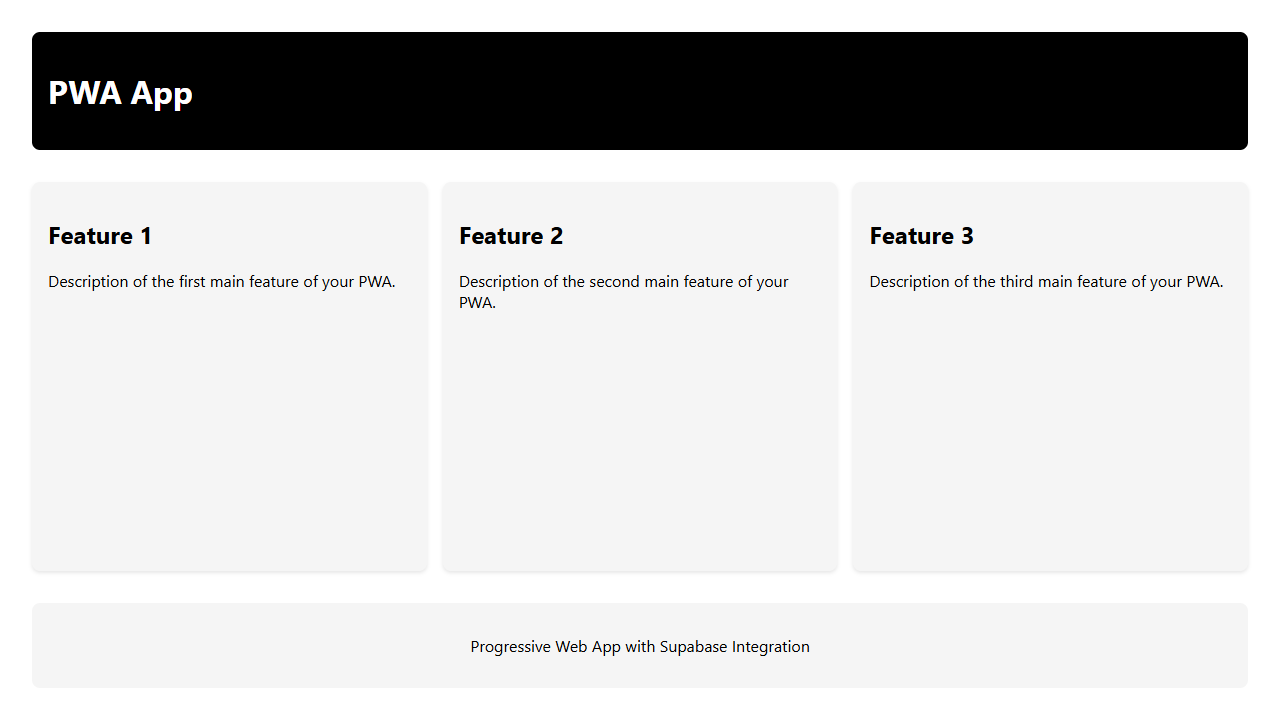 PWA App
Feature 1
Description of the first main feature of your PWA.
Feature 2
Description of the second main feature of your
PWA.
Feature 3
Description of the third main feature of your PWA.
Progressive Web App with Supabase Integration